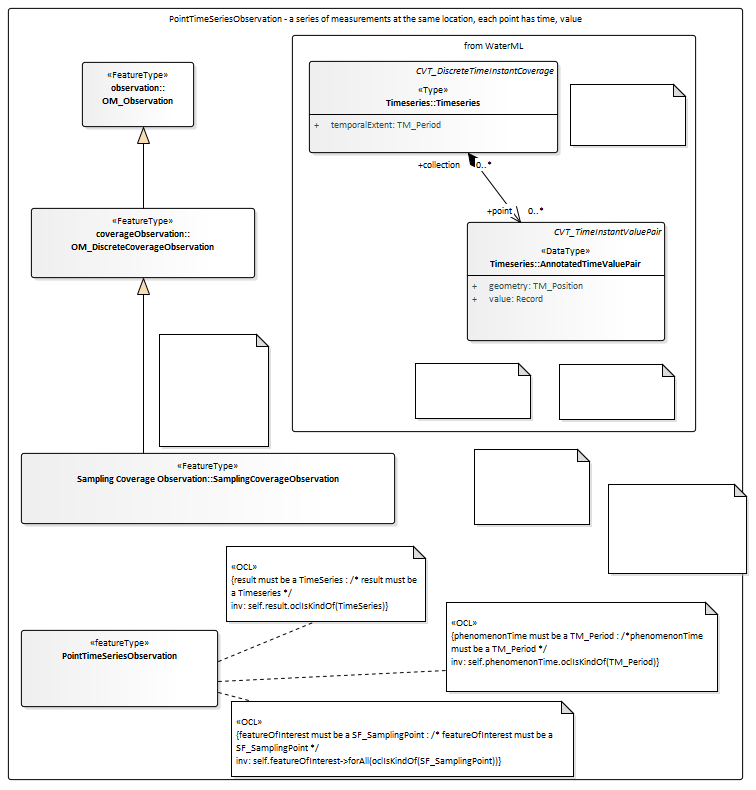 PointTimeSeriesObservation - a series of measurements at the same location, each point has time, value
from WaterML
«FeatureType»
observation::
OM_Observation
CVT_DiscreteTimeInstantCoverage
«Type»
Timeseries::Timeseries
+ temporalExtent: TM_Period
+collection 0..*
+point 0..*
«FeatureType»
coverageObservation::
OM_DiscreteCoverageObservation
CVT_TimeInstantValuePair
«DataType»
Timeseries::AnnotatedTimeValuePair
+ geometry: TM_Position
+ value: Record
«FeatureType»
Sampling Coverage Observation::SamplingCoverageObservation
«OCL»
{result must be a TimeSeries : /* result must be
a Timeseries */
inv: self.result.oclIsKindOf(TimeSeries)}
«featureType»
PointTimeSeriesObservation
«OCL»
{phenomenonTime must be a TM_Period : /*phenomenonTime
must be a TM_Period */
inv: self.phenomenonTime.oclIsKindOf(TM_Period)}
«OCL»
{featureOfInterest must be a SF_SamplingPoint : /* featureOfInterest must be a
SF_SamplingPoint */
inv: self.featureOfInterest->forAll(oclIsKindOf(SF_SamplingPoint))}